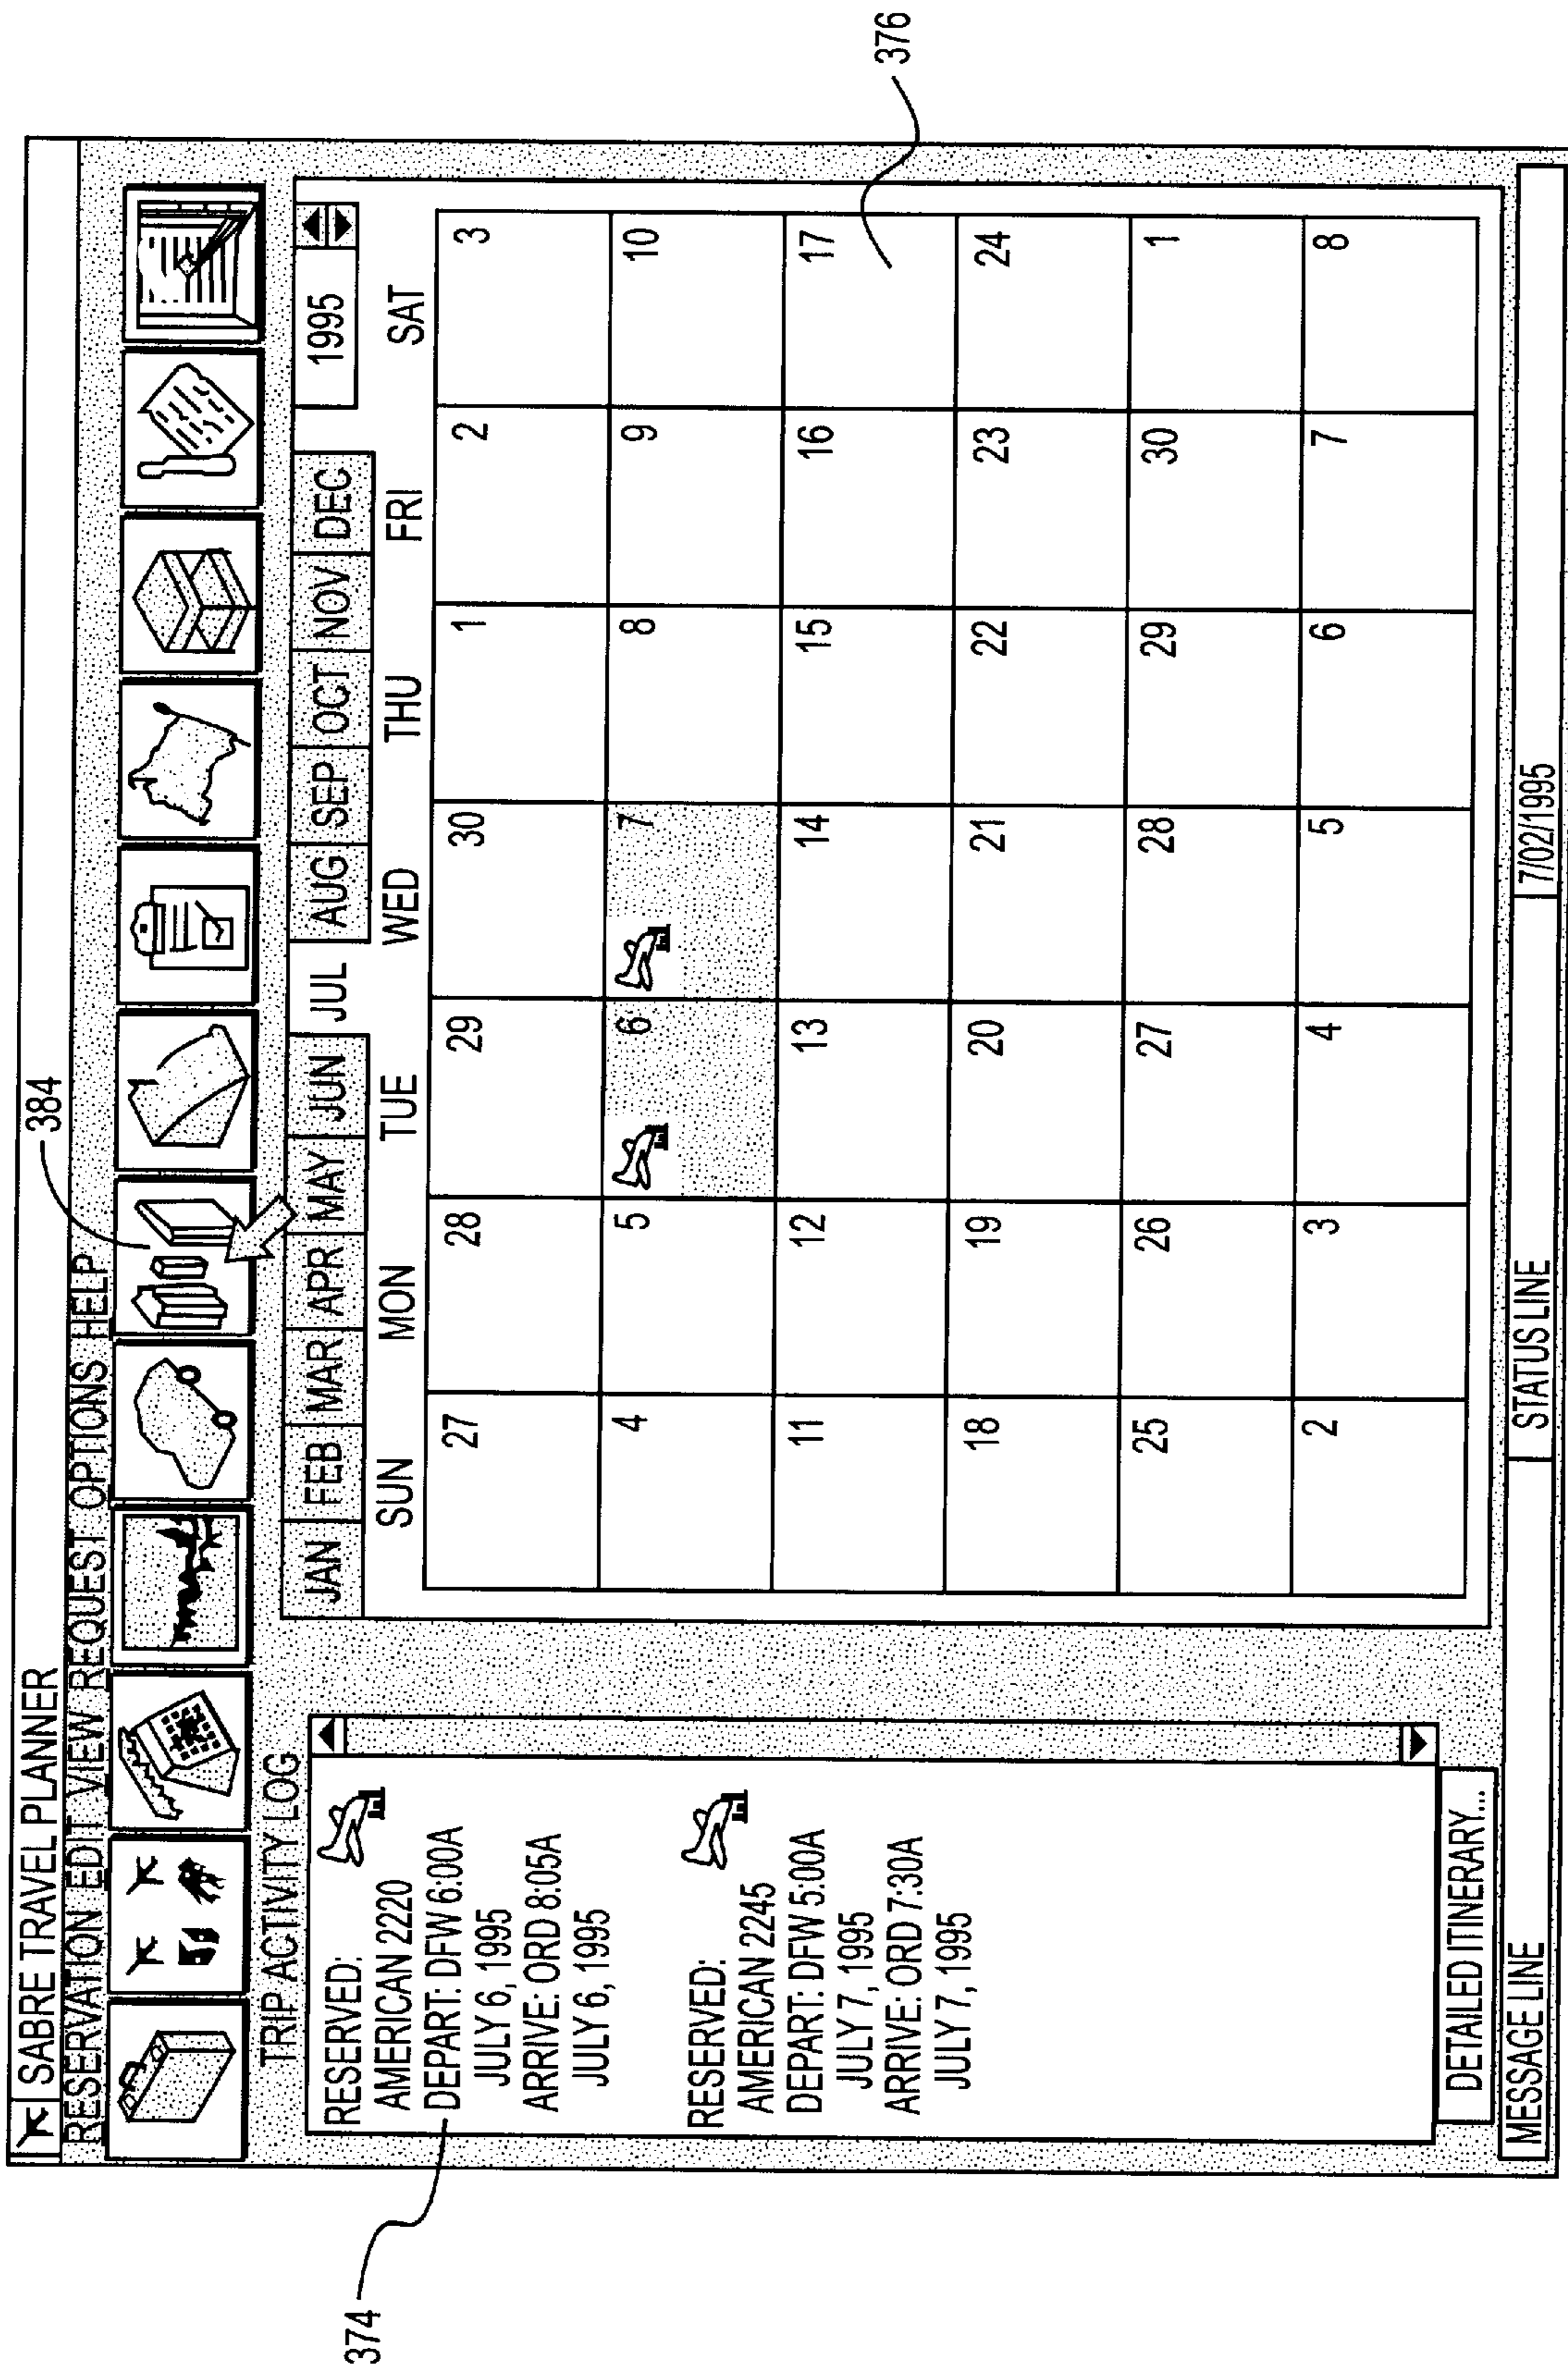 384
SABRE TRAVEL PLANNER
RESERVATION EDIT VIEW REQUEST OPTIONS HELP
TRIP ACTIVITY LOG
RESERVED:
AMERICAN 2220
DEPART: DFW 6:00A
JULY 6, 1995
ARRIVE: ORD 8:05A
JULY 6, 1995
RESERVED:
AMERICAN 2245
DEPART: DFW 5:00A
JULY 7, 1995
ARRIVE: ORD 7:30A
JULY 7, 1995
DETAILED ITINERARY...
374
JAN FEB MAR APR MAY JUN JUL AUG SEP OCT NOV DEC 1995
SUN MON TUE WED THU FRI SAT
27 28 29 30 1 2 3
4 5 6 7 8 9 10
11 12 13 14 15 16 17
18 19 20 21 22 23 24
25 26 27 28 29 30 1
2 3 4 5 6 7 8
376
MESSAGE LINE STATUS LINE 7/02/1995